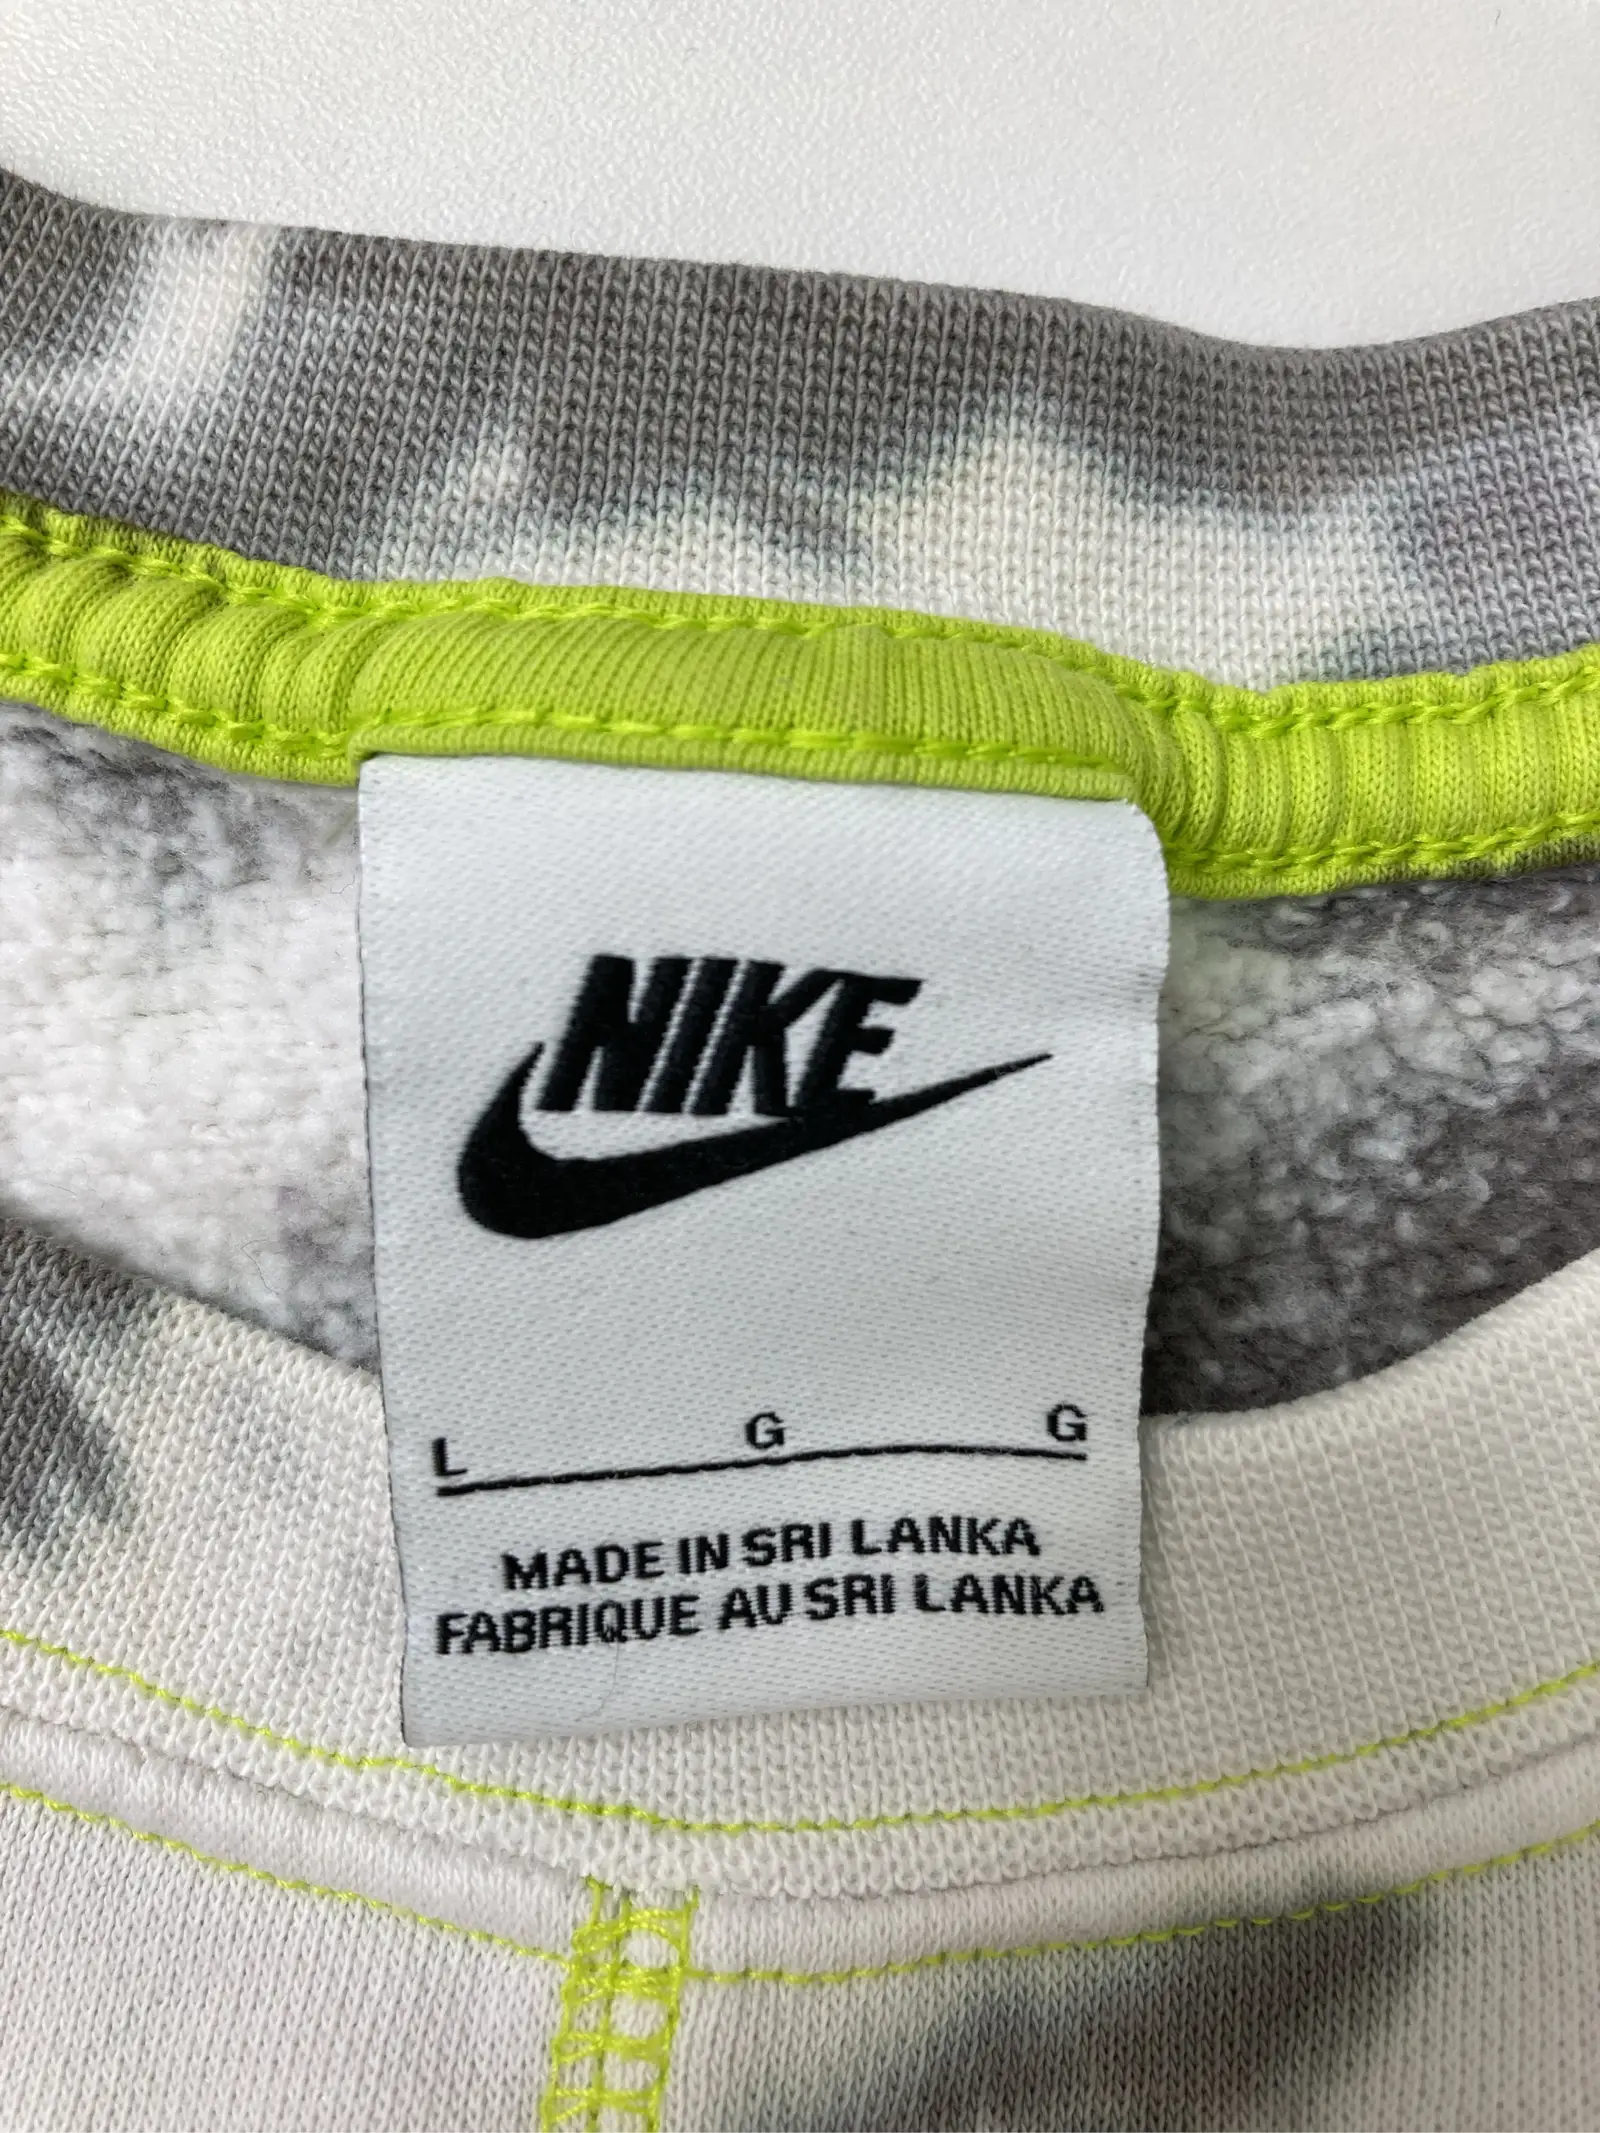 NIKE
L G G
MADE IN SRI LANKA
FABRIQUE AU SRI LANKA